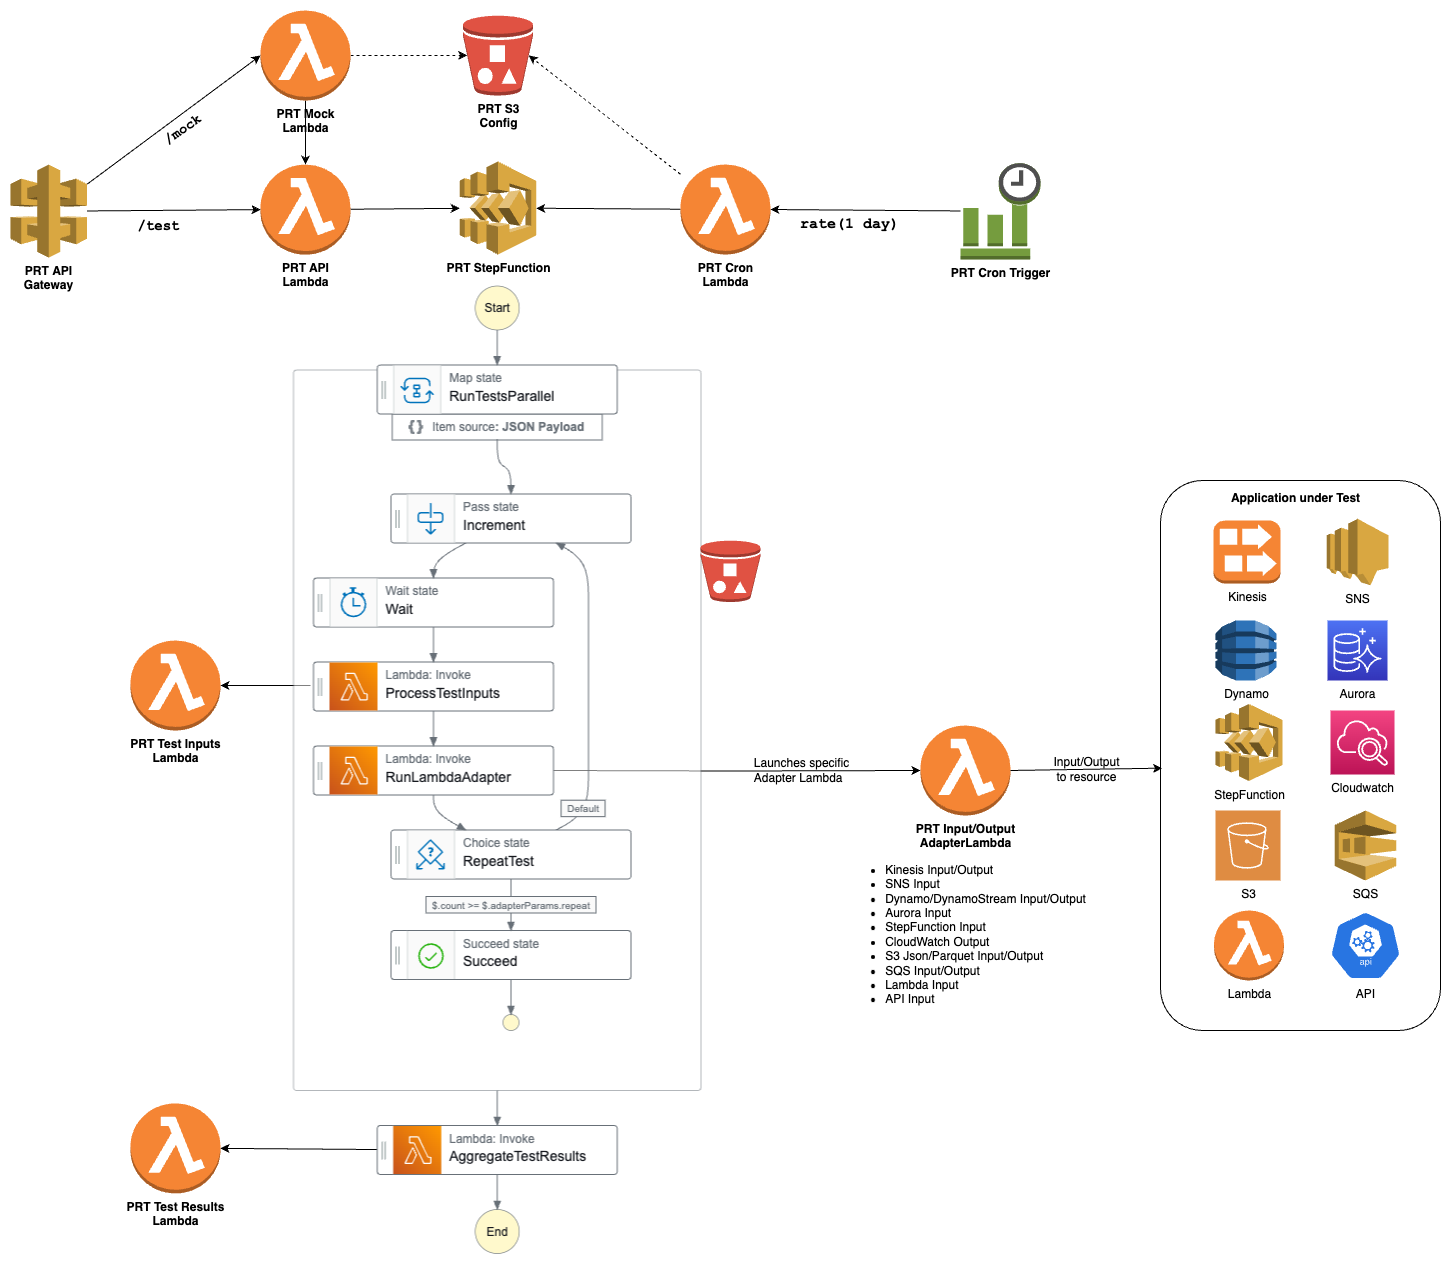 PRT Mock
Lambda
PRT S3
Config
/mock
PRT API
Gateway
/test
PRT API
Lambda
PRT StepFunction
PRT Cron
Lambda
rate(1 day)
PRT Cron Trigger
Start
Map state
RunTestsParallel
{} Item source: JSON Payload
Pass state
Increment
Wait state
Wait
Lambda: Invoke
ProcessTestInputs
PRT Test Inputs
Lambda
Lambda: Invoke
RunLambdaAdapter
Launches specific
Adapter Lambda
Default
Choice state
RepeatTest
?
$.count >= $.adapterParams.repeat
Succeed state
Succeed
PRT Input/Output
AdapterLambda
Input/Output
to resource
• Kinesis Input/Output
• SNS Input
• Dynamo/DynamoStream Input/Output
• Aurora Input
• StepFunction Input
• CloudWatch Output
• S3 Json/Parquet Input/Output
• SQS Input/Output
• Lambda Input
• API Input
Application under Test
Kinesis
SNS
Dynamo
Aurora
StepFunction
Cloudwatch
S3
SQS
Lambda
api
API
Lambda: Invoke
AggregateTestResults
PRT Test Results
Lambda
End